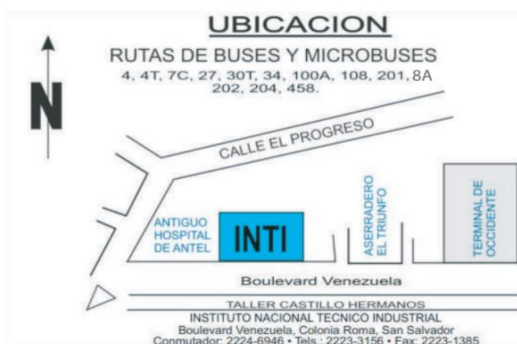 UBICACION
RUTAS DE BUSES Y MICROBUSES
4, 4T, 7C, 27, 30T, 34, 100A, 108, 201, 8A
202, 204, 458.
N
CALLE EL PROGRESO
ANTIGUO
HOSPITAL
DE ANTEL
INTI
ASERRADERO
EL TRIUNFO
TERMINAL DE
OCCIDENTE
Boulevard Venezuela
TALLER CASTILLO HERMANOS
INSTITUTO NACIONAL TECNICO INDUSTRIAL
Boulevard Venezuela, Colonia Roma, San Salvador
Conmutador: 2224-6946 • Tels.: 2223-3156 • Fax: 2223-1385